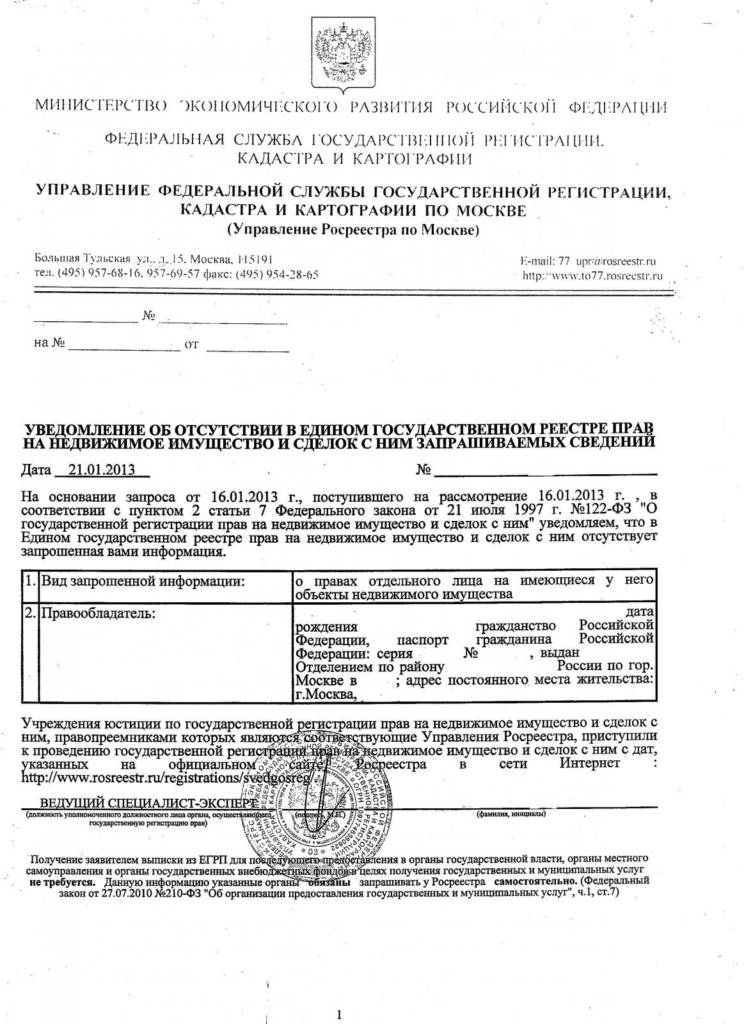 МИНИСТЕРСТВО ЭКОНОМИЧЕСКОГО РАЗВИТИЯ РОССИЙСКОЙ ФЕДЕРАЦИИ
ФЕДЕРАЛЬНАЯ СЛУЖБА ГОСУДАРСТВЕННОЙ РЕГИСТРАЦИИ,
КАДАСТРА И КАРТОГРАФИИ
УПРАВЛЕНИЕ ФЕДЕРАЛЬНОЙ СЛУЖБЫ ГОСУДАРСТВЕННОЙ РЕГИСТРАЦИИ,
КАДАСТРА И КАРТОГРАФИИ ПО МОСКВЕ
(Управление Росреестра по Москве)
Большая Тульская ул., д. 15, Москва, 115191
E-mail: 77_upr@rosreestr.ru
тел. (495) 957-68-16, 957-69-57 факс: (495) 954-28-65
http://www.to77.rosreestr.ru
№
на № от
УВЕДОМЛЕНИЕ ОБ ОТСУТСТВИИ В ЕДИНОМ ГОСУДАРСТВЕННОМ РЕЕСТРЕ ПРАВ
НА НЕДВИЖИМОЕ ИМУЩЕСТВО И СДЕЛОК С НИМ ЗАПРАШИВАЕМЫХ СВЕДЕНИЙ
Дата 21.01.2013 №
На основании запроса от 16.01.2013 г., поступившего на рассмотрение 16.01.2013 г. , в
соответствии с пунктом 2 статьи 7 Федерального закона от 21 июля 1997 г. №122-ФЗ "О
государственной регистрации прав на недвижимое имущество и сделок с ним" уведомляем, что в
Едином государственном реестре прав на недвижимое имущество и сделок с ним отсутствует
запрошенная вами информация.
1. Вид запрошенной информации: о правах отдельного лица на имеющиеся у него
объекты недвижимого имущества
2. Правообладатель: дата
рождения гражданство Российской
Федерации, паспорт гражданина Российской
Федерации: серия № , выдан
Отделением по району России по гор.
Москве в ; адрес постоянного места жительства:
г.Москва,
Учреждения юстиции по государственной регистрации прав на недвижимое имущество и сделок с
ним, правопреемниками которых являются соответствующие Управления Росреестра, приступили
к проведению государственной регистрации прав на недвижимое имущество и сделок с ним с дат,
указанных на официальном сайте Росреестра в сети Интернет :
http://www.rosreestr.ru/registrations/svedgosreg/.
ВЕДУЩИЙ СПЕЦИАЛИСТ-ЭКСПЕРТ
(должность уполномоченного должностного лица органа, осуществляющего
государственную регистрацию прав)
(подпись, М.П.)
(фамилия, инициалы)
Получение заявителем выписки из ЕГРП для последующего предоставления в органы государственной власти, органы местного
самоуправления и органы государственных внебюджетных фондов в целях получения государственных и муниципальных услуг
не требуется. Данную информацию указанные органы обязаны запрашивать у Росреестра самостоятельно. (Федеральный
закон от 27.07.2010 №210-ФЗ "Об организации предоставления государственных и муниципальных услуг", ч.1, ст.7)
1